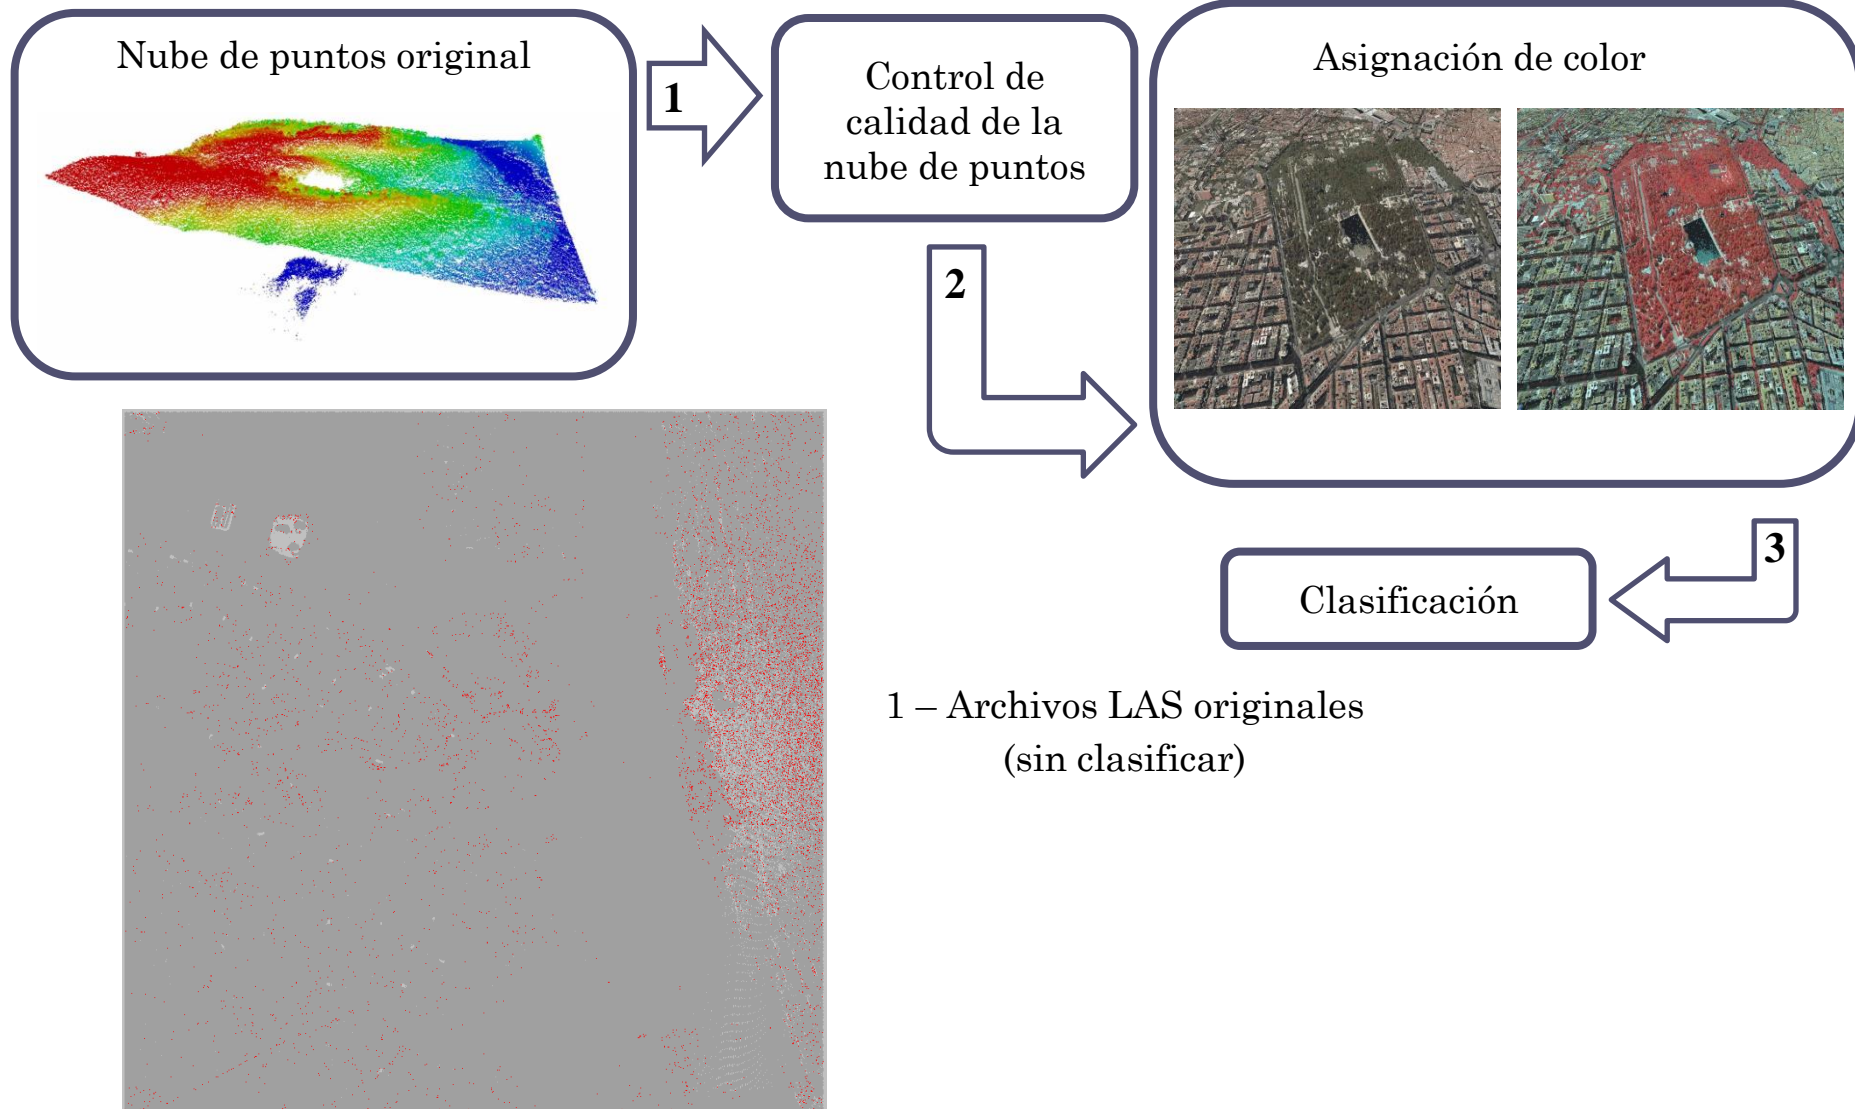 Nube de puntos original
1
Control de
calidad de la
nube de puntos
Asignación de color
2
3
Clasificación
1 – Archivos LAS originales
(sin clasificar)